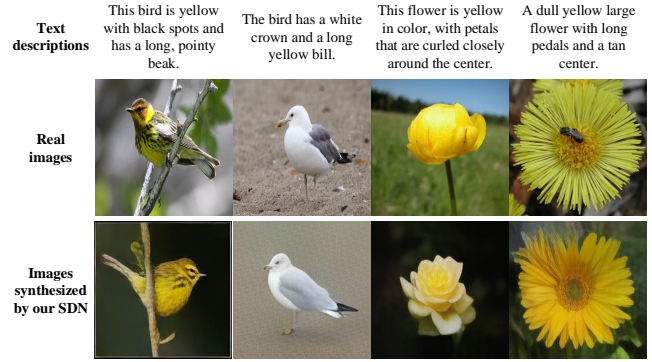 Text
descriptions
This bird is yellow
with black spots and
has a long, pointy
beak.
The bird has a white
crown and a long
yellow bill.
This flower is yellow
in color, with petals
that are curled closely
around the center.
A dull yellow large
flower with long
pedals and a tan
center.
Real
images
Images
synthesized
by our SDN